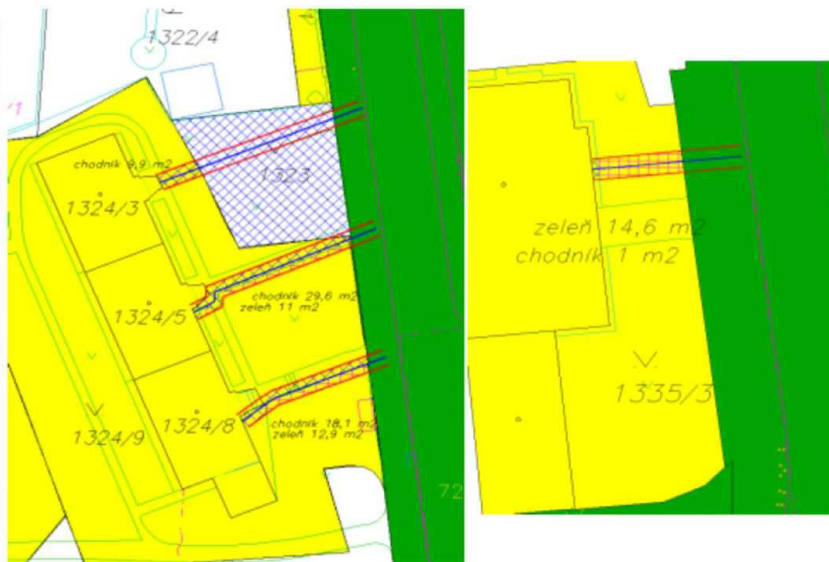 1322/4
/1
chodník 9,9 m2
1323
1324/3
chodník 29,6 m2
zeleň 11 m2
1324/5
1324/8
1324/9
chodník 18,1 m2
zeleň 12,9 m2
72
zeleň 14,6 m2
chodník 1 m2
1335/3